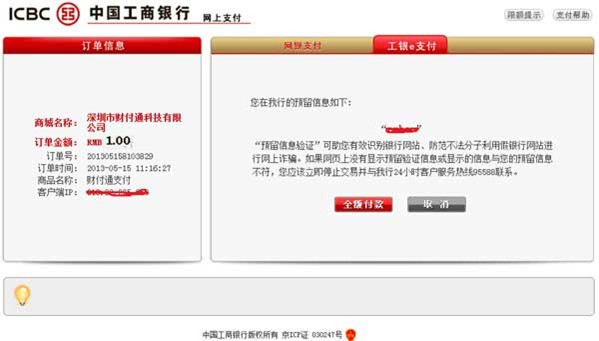 ICBC 中国工商银行 网上支付
限额提示 支付帮助
订单信息
商城名称： 深圳市财付通科技有限
公司
订单金额： RMB 1.00
订单号： 201305158103829
订单时间： 2013-05-15 11:16:27
商品名称： 财付通支付
客户端IP：
网银支付 工银e支付
您在我行的预留信息如下：
“预留信息验证”可助您有效识别银行网站、防范不法分子利用假银行网站进
行网上诈骗。如果网页上没有显示预留验证信息或显示的信息与您的预留信息
不符，您应该立即停止交易并与我行24小时客户服务热线95588联系。
全额付款 取 消
中国工商银行版权所有 京ICP证 030247号